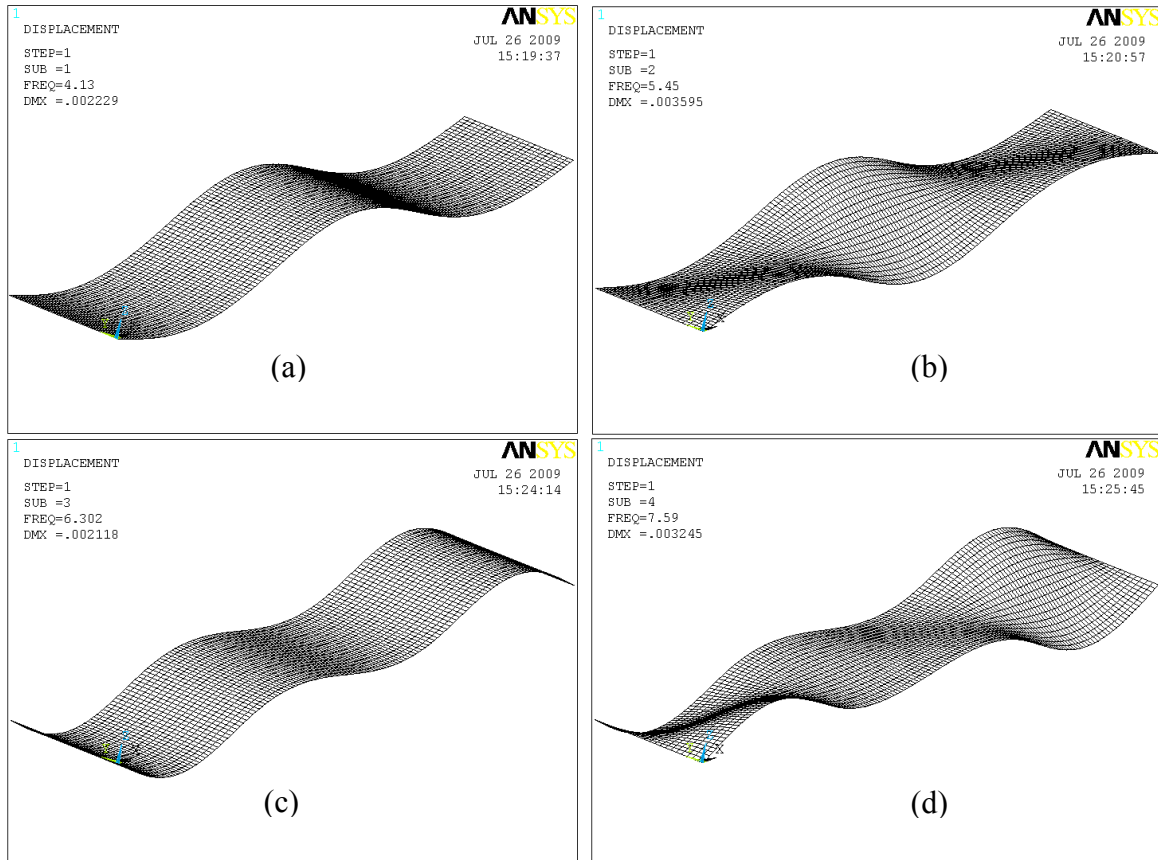 1
ANSYS
DISPLACEMENT
JUL 26 2009
15:19:37
STEP=1
SUB =1
FREQ=4.13
DMX =.002229
(a)
1
ANSYS
DISPLACEMENT
JUL 26 2009
15:20:57
STEP=1
SUB =2
FREQ=5.45
DMX =.003595
X
(b)
1
ANSYS
DISPLACEMENT
JUL 26 2009
15:24:14
STEP=1
SUB =3
FREQ=6.302
DMX =.002118
(c)
1
ANSYS
DISPLACEMENT
JUL 26 2009
15:25:45
STEP=1
SUB =4
FREQ=7.59
DMX =.003245
X
(d)